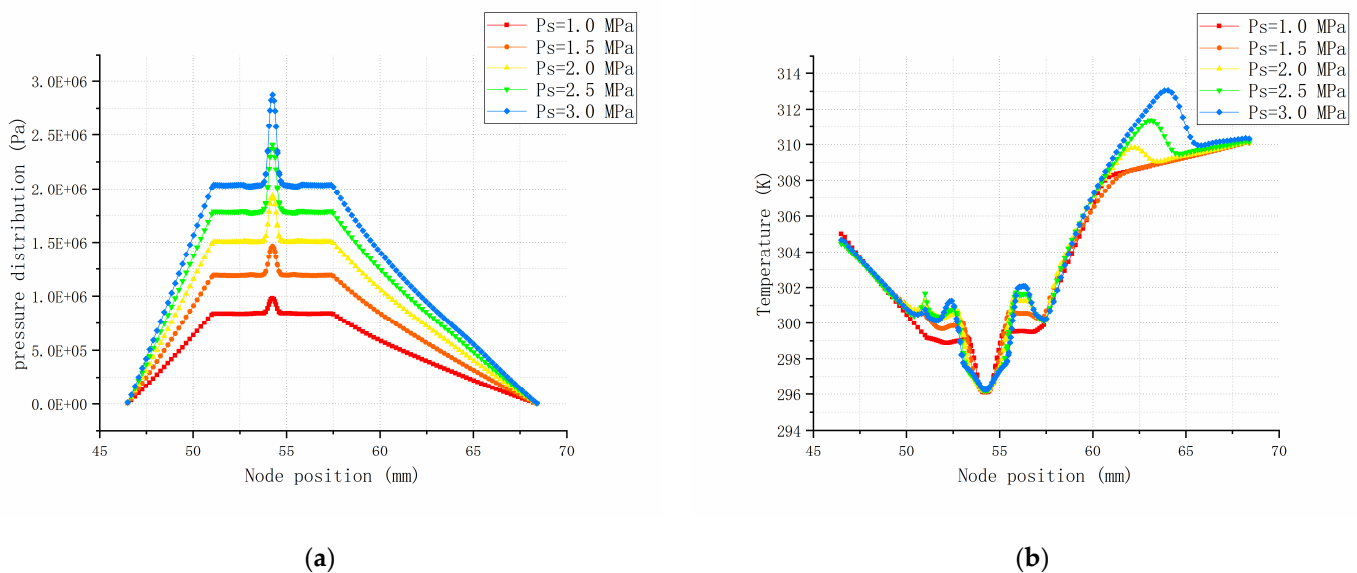 Ps=1.0 MPa
Ps=1.5 MPa
Ps=2.0 MPa
Ps=2.5 MPa
Ps=3.0 MPa
pressure distribution (Pa)
3.0E+06
2.5E+06
2.0E+06
1.5E+06
1.0E+06
5.0E+05
0.0E+00
45 50 55 60 65 70
Node position (mm)
(a)
Ps=1.0 MPa
Ps=1.5 MPa
Ps=2.0 MPa
Ps=2.5 MPa
Ps=3.0 MPa
Temperature (K)
314
312
310
308
306
304
302
300
298
296
294
45 50 55 60 65 70
Node position (mm)
(b)